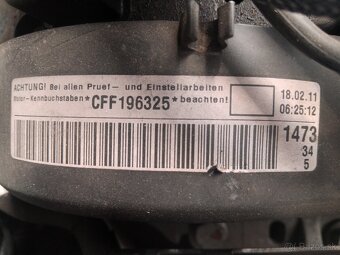 ACHTUNG! Bei allen Pruef- und Einstellarbeiten
Motor-Kennbuchstaben *CFF196325* beachten!
18.02.11
06:25:12
1473
34
5